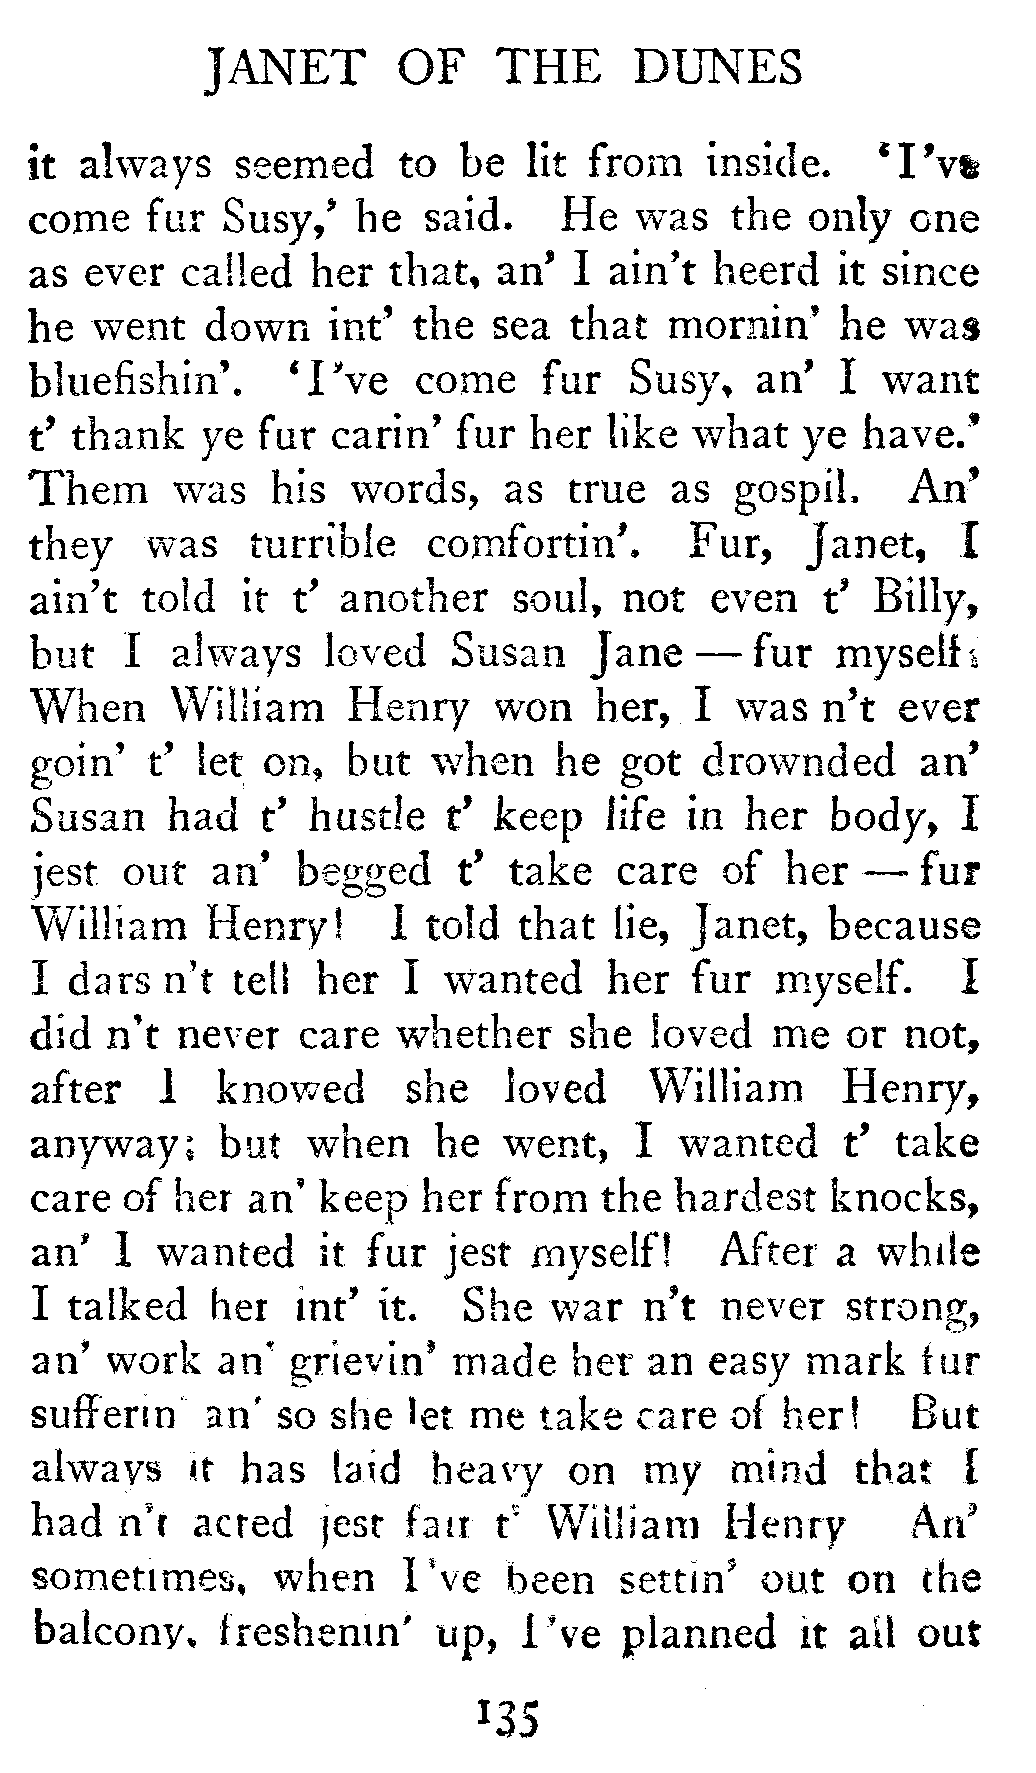 JANET OF THE DUNES
it always seemed to be lit from inside. ‘I’ve
come fur Susy,’ he said. He was the only one
as ever called her that, an’ I ain’t heerd it since
he went down int’ the sea that mornin’ he was
bluefishin’. ‘I’ve come fur Susy, an’ I want
t’ thank ye fur carin’ fur her like what ye have.’
Them was his words, as true as gospil. An’
they was turrible comfortin’. Fur, Janet, I
ain’t told it t’ another soul, not even t’ Billy,
but I always loved Susan Jane — fur myself.
When William Henry won her, I was n’t ever
goin’ t’ let on, but when he got drownded an’
Susan had t’ hustle t’ keep life in her body, I
jest out an’ begged t’ take care of her — fur
William Henry! I told that lie, Janet, because
I dars n’t tell her I wanted her fur myself. I
did n’t never care whether she loved me or not,
after I knowed she loved William Henry,
anyway; but when he went, I wanted t’ take
care of her an’ keep her from the hardest knocks,
an’ I wanted it fur jest myself! After a while
I talked her int’ it. She war n’t never strong,
an’ work an’ grievin’ made her an easy mark fur
sufferin’ an’ so she let me take care of her! But
always it has laid heavy on my mind that I
had n’t acted jest fair t’ William Henry An’
sometimes, when I’ve been settin’ out on the
balcony, freshenin’ up, I’ve planned it all out
135